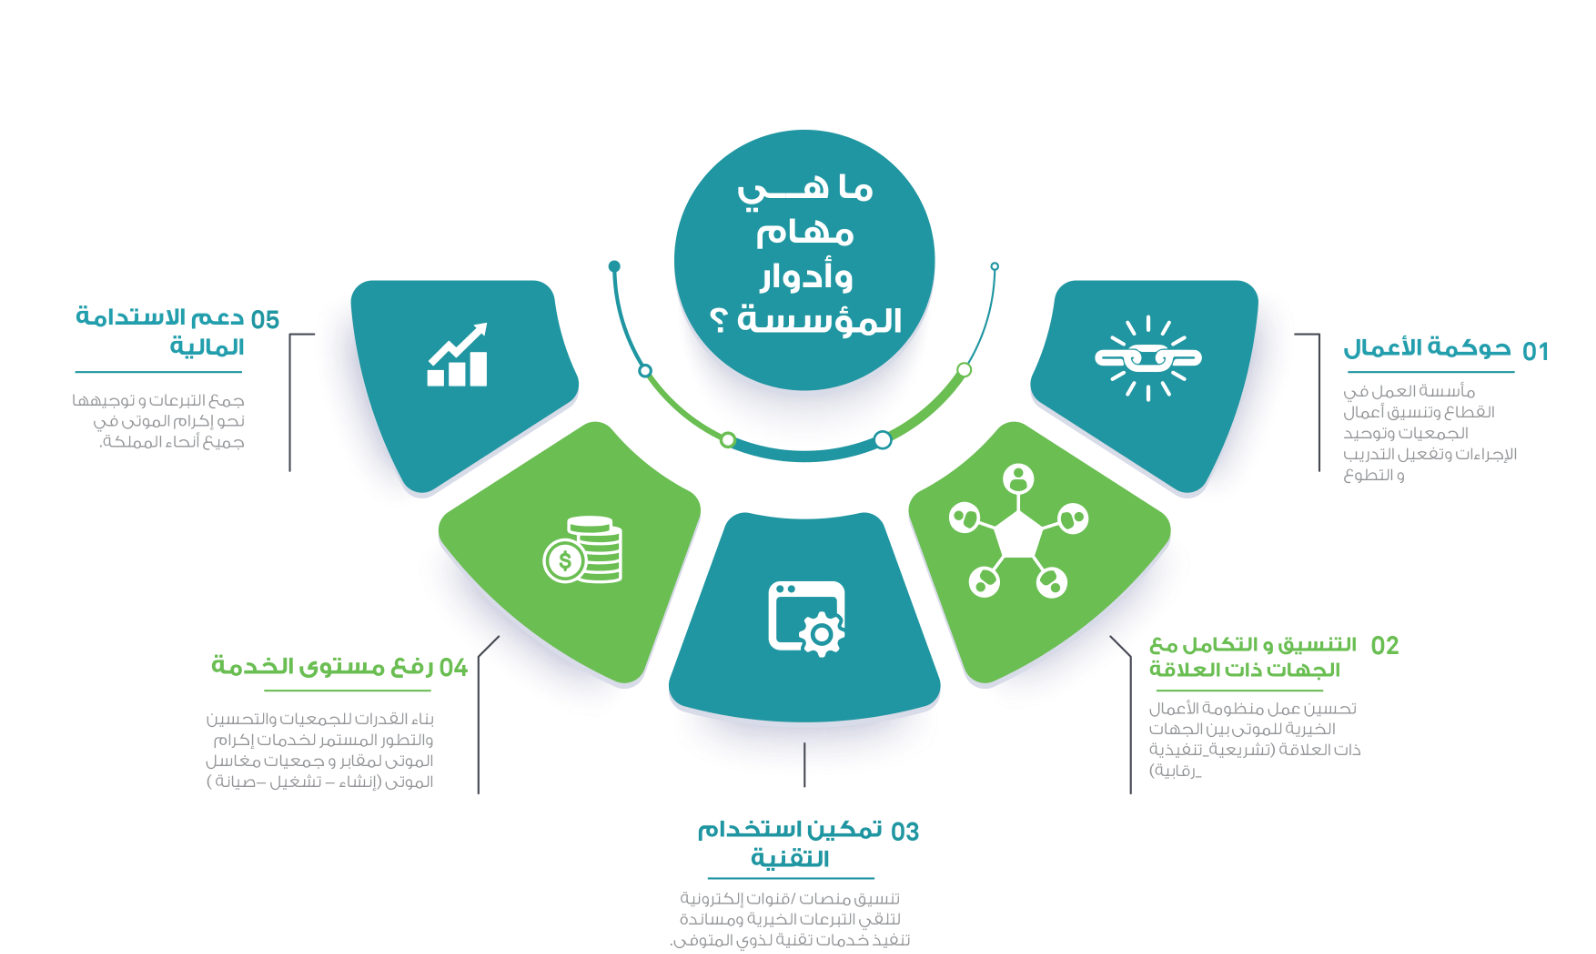 ما هي
مهام
وأدوار
المؤسسة ؟
01 حوكمة الأعمال
مأسسة العمل في
القطاع وتنسيق أعمال
الجمعيات وتوحيد
الإجراءات وتفعيل التدريب
و التطوع
02 التنسيق و التكامل مع
الجهات ذات العلاقة
تحسين عمل منظومة الأعمال
الخيرية للموتى بين الجهات
ذات العلاقة (تشريعية_تنفيذية
_رقابية)
03 تمكين استخدام
التقنية
تنسيق منصات /قنوات إلكترونية
لتلقي التبرعات الخيرية ومساندة
تنفيذ خدمات تقنية لذوي المتوفى.
04 رفع مستوى الخدمة
بناء القدرات للجمعيات والتحسين
والتطور المستمر لخدمات إكرام
الموتى لمقابر و جمعيات مغاسل
الموتى (إنشاء – تشغيل –صيانة )
05 دعم الاستدامة
المالية
جمع التبرعات و توجيهها
نحو إكرام الموتى في
جميع أنحاء المملكة.
$